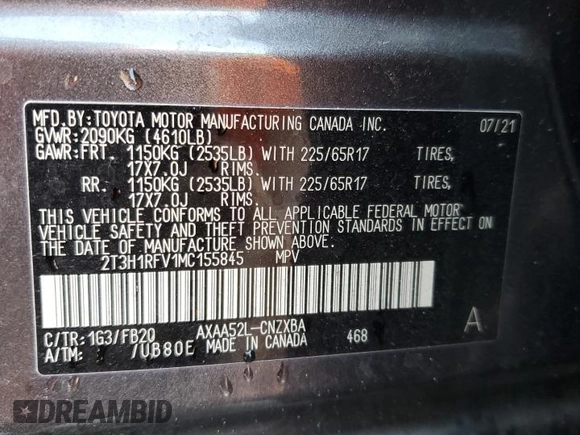 MFD.BY:TOYOTA MOTOR MANUFACTURING CANADA INC. 07/21
GVWR:2090KG (4610LB)
GAWR:FRT. 1150KG (2535LB) WITH 225/65R17 TIRES,
17X7.0J RIMS.
RR. 1150KG (2535LB) WITH 225/65R17 TIRES,
17X7.0J RIMS.
THIS VEHICLE CONFORMS TO ALL APPLICABLE FEDERAL MOTOR
VEHICLE SAFETY AND THEFT PREVENTION STANDARDS IN EFFECT ON
THE DATE OF MANUFACTURE SHOWN ABOVE.
2T3H1RFV1MC155845 MPV
C/TR:1G3/FB20 AXAA52L-CNZXBA 468 A
A/TM: /UB80E MADE IN CANADA
DREAMBID